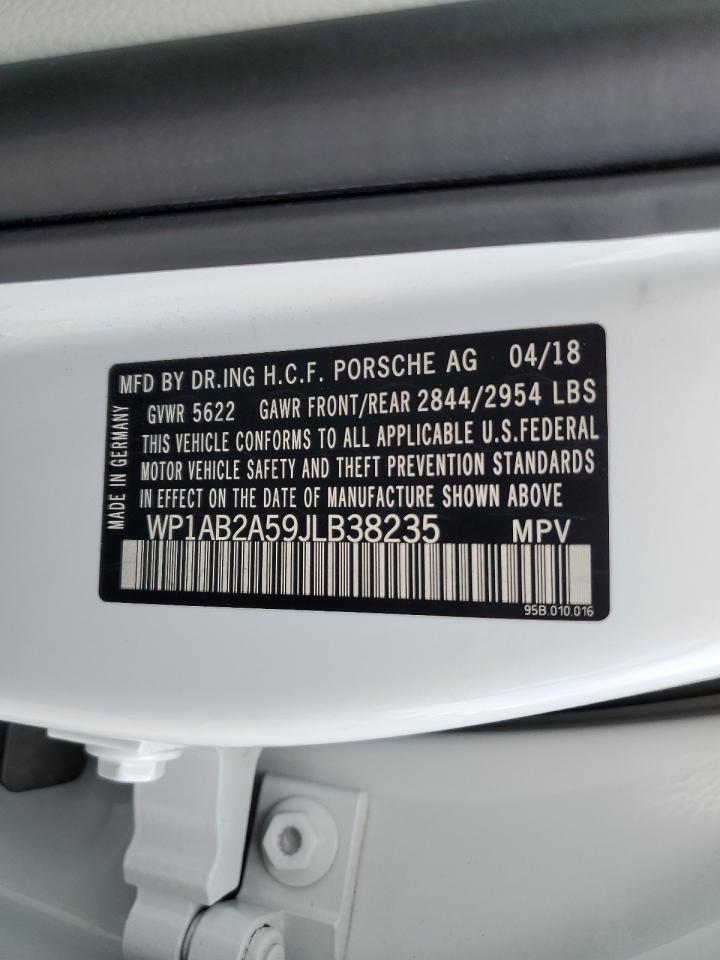 MFD BY DR.ING H.C.F. PORSCHE AG 04/18
GVWR 5622 GAWR FRONT/REAR 2844/2954 LBS
THIS VEHICLE CONFORMS TO ALL APPLICABLE U.S.FEDERAL
MOTOR VEHICLE SAFETY AND THEFT PREVENTION STANDARDS
IN EFFECT ON THE DATE OF MANUFACTURE SHOWN ABOVE
WP1AB2A59JLB38235 MPV
95B.010.016
MADE IN GERMANY